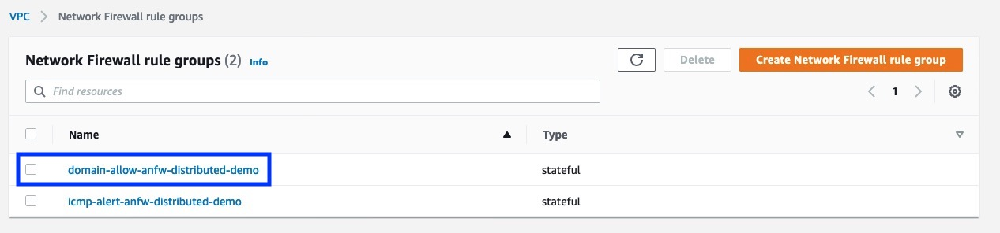 VPC > Network Firewall rule groups
Network Firewall rule groups (2) Info
Delete
Create Network Firewall rule group
Find resources
1
Name Type
domain-allow-anfw-distributed-demo stateful
icmp-alert-anfw-distributed-demo stateful